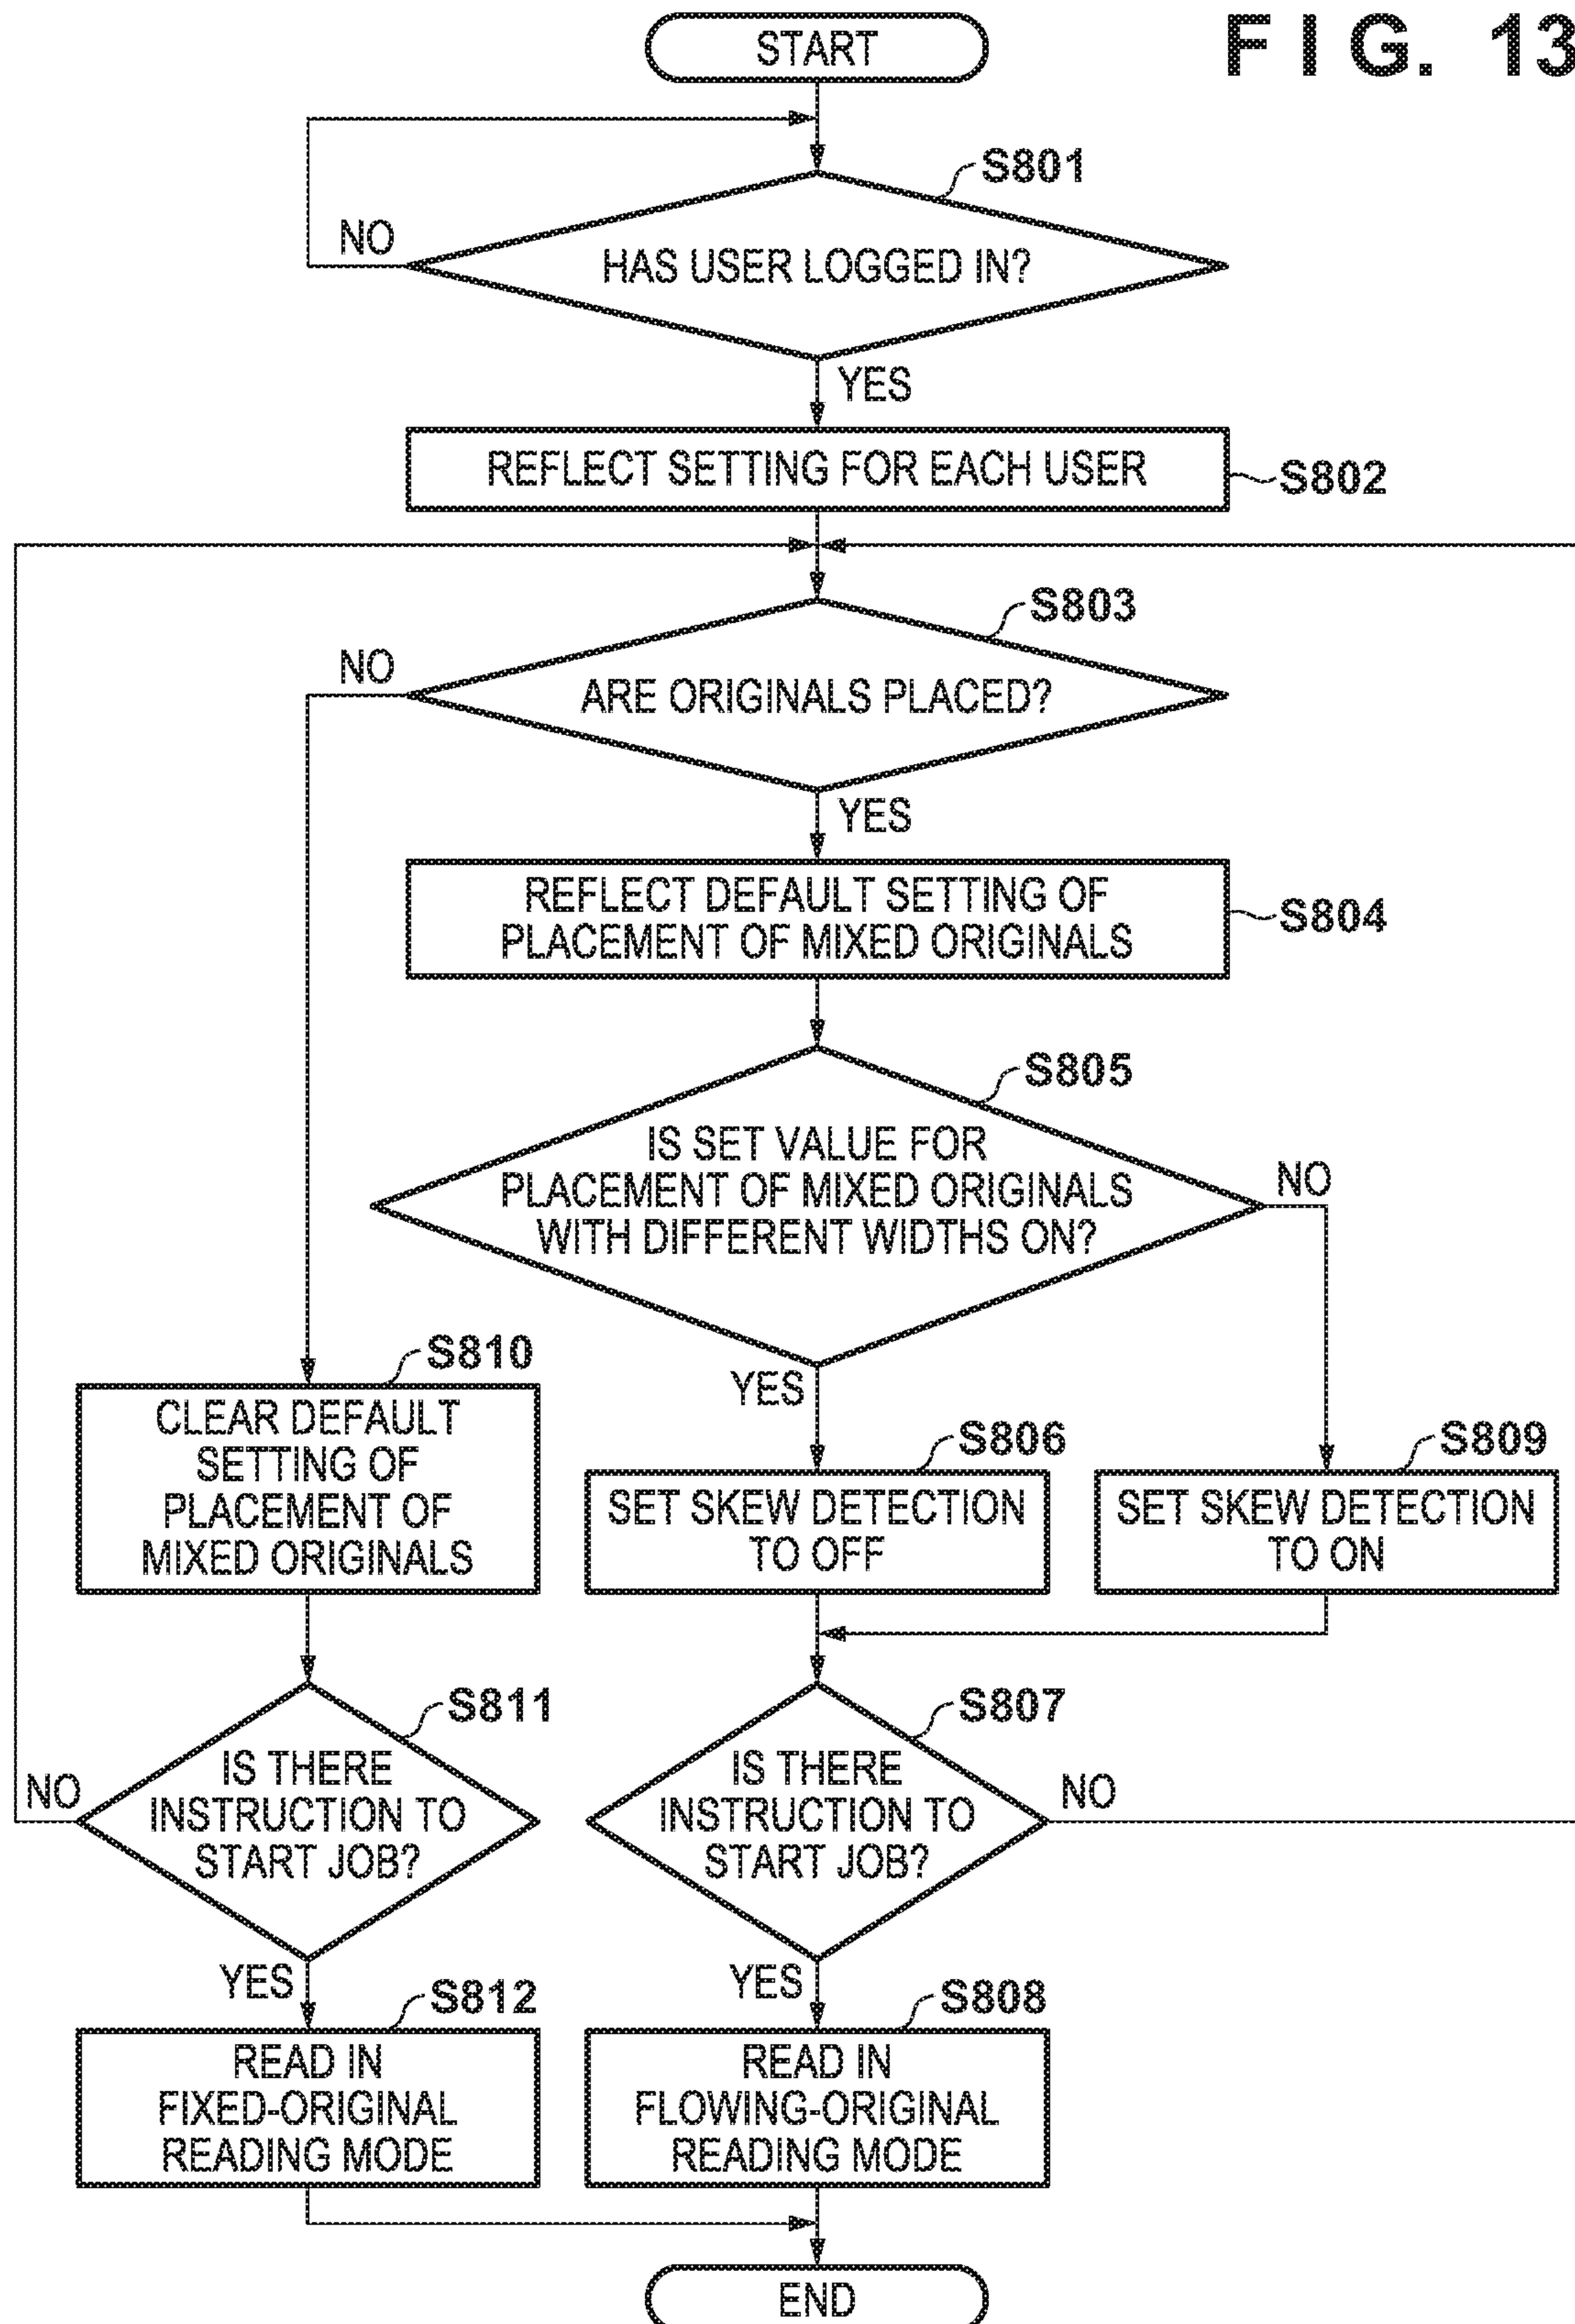 FIG. 13
START
S801
NO
HAS USER LOGGED IN?
YES
REFLECT SETTING FOR EACH USER
S802
S803
NO
ARE ORIGINALS PLACED?
YES
REFLECT DEFAULT SETTING OF
PLACEMENT OF MIXED ORIGINALS
S804
S805
IS SET VALUE FOR
PLACEMENT OF MIXED ORIGINALS
WITH DIFFERENT WIDTHS ON?
NO
YES
S810
CLEAR DEFAULT
SETTING OF
PLACEMENT OF
MIXED ORIGINALS
S806
SET SKEW DETECTION
TO OFF
S809
SET SKEW DETECTION
TO ON
S811
IS THERE
INSTRUCTION TO
START JOB?
NO
YES
S807
IS THERE
INSTRUCTION TO
START JOB?
NO
YES
S812
READ IN
FIXED-ORIGINAL
READING MODE
S808
READ IN
FLOWING-ORIGINAL
READING MODE
END